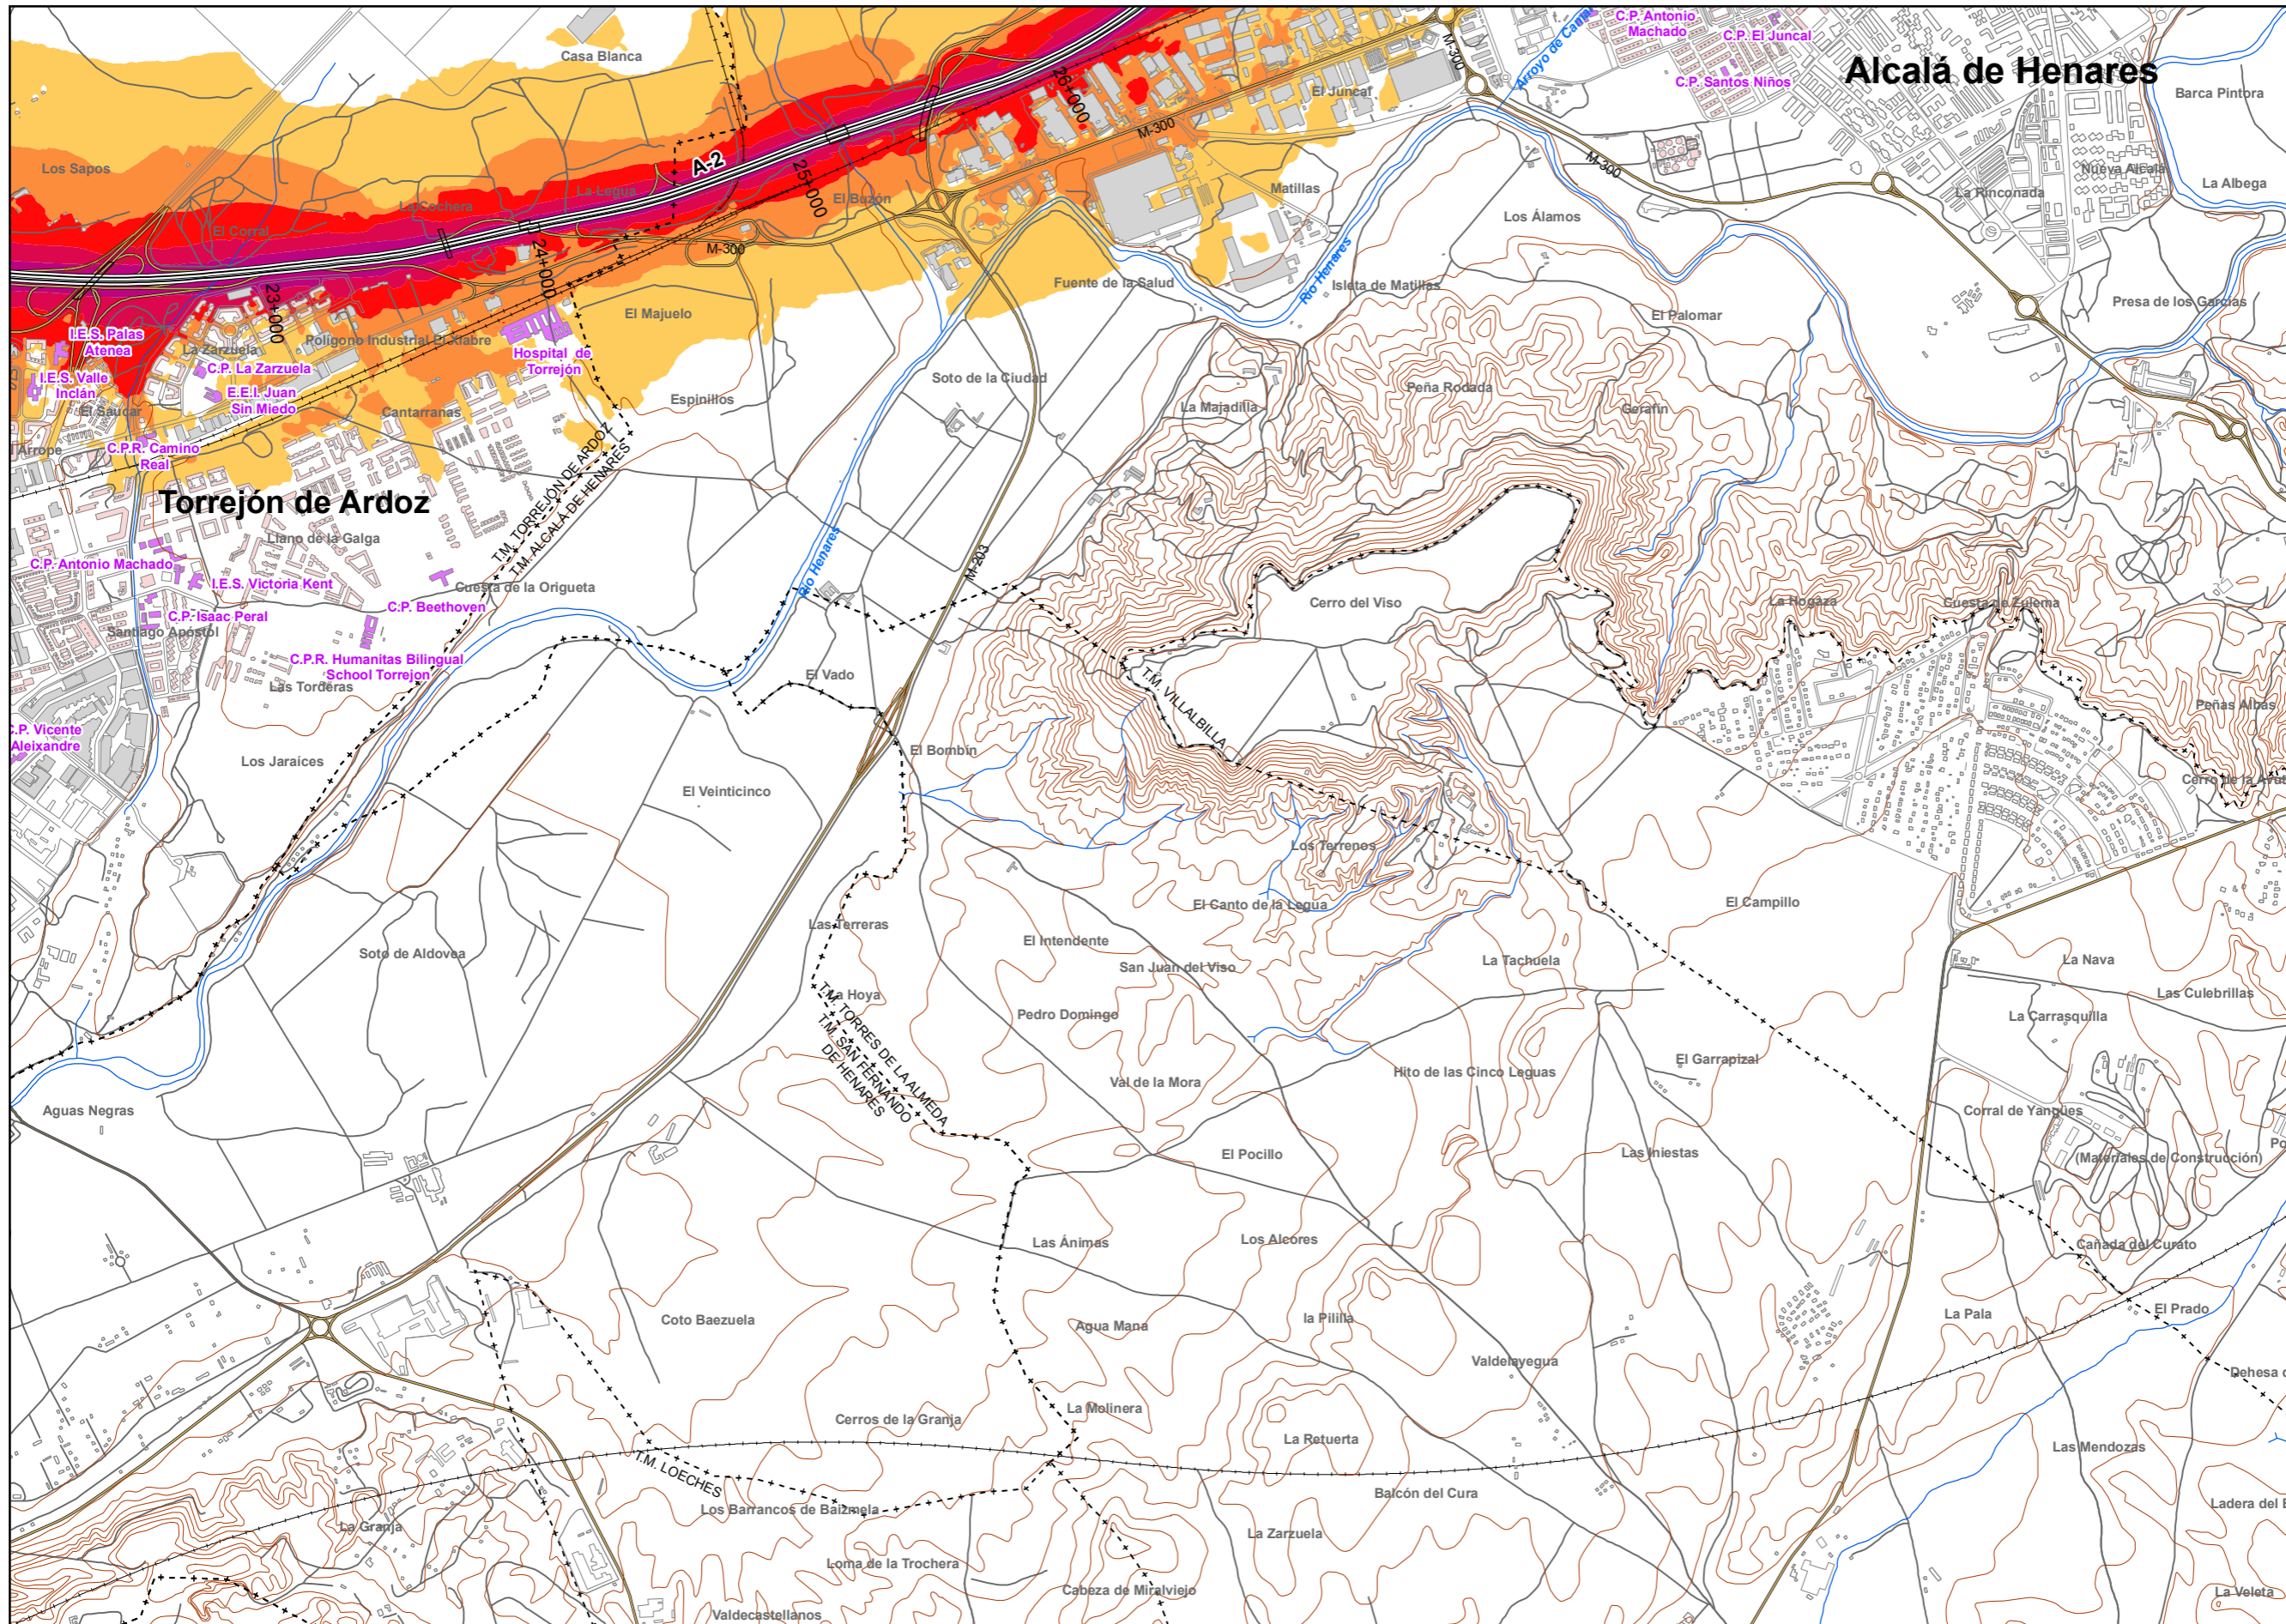 C.P. Antonio
Machado
C.P. El Juncal
C.P. Santos Niños
Alcalá de Henares
Barca Pintora
Casa Blanca
M-300
26+000
El Juncal
M-300
Los Sapos
A-2
La Legua
25+000
El Buzón
Matillas
M-300
Nueva Alcalá
La Rinconada
La Albega
La Cochera
El Corral
24+000
M-300
Los Álamos
Río Henares
Fuente de la Salud
Isleta de Matillas
Presa de los García
23+000
El Majuelo
El Palomar
I.E.S. Palas
Atenea
La Zarzuela
Polígono Industrial El Xlabre
Hospital de
Torrejón
C.P. La Zarzuela
I.E.S. Valle
Inclán
E.E.I. Juan
Sin Miedo
El Saúcar
Cantarranas
Espinillos
Soto de la Ciudad
Peña Rodada
La Majadilla
Gerafín
C.P.R. Camino
Real
Torrejón de Ardoz
T.M. TORREJÓN DE ARDOZ
T.M. ALCALÁ DE HENARES
Llano de la Galga
C.P. Antonio Machado
I.E.S. Victoria Kent
Río Henares
M-203
Cuesta de la Origueta
C.P. Beethoven
C.P. Isaac Peral
Santiago Apóstol
Cerro del Viso
La Hogaza
Cuesta de Zulema
C.P.R. Humanitas Bilingual
School Torrejon
Las Torderas
El Vado
T.M. VILLALBILLA
Peñas Albas
C.P. Vicente
Aleixandre
Los Jaraíces
El Bombín
El Veinticinco
Los Terrenos
El Canto de la Legua
El Campillo
Las Terreras
El Intendente
Soto de Aldovea
San Juan del Viso
La Tachuela
La Nava
La Hoya
Las Culebrillas
Pedro Domingo
La Carrasquilla
T.M. TORRES DE LA ALMEDA
T.M. SAN FERNANDO
DE HENARES
El Garrapizal
Hito de las Cinco Leguas
Val de la Mora
Aguas Negras
Corral de Yangües
El Pocillo
Las Iniestas
(Materiales de Construcción)
Las Ánimas
Los Alcores
Cañada del Curato
Coto Baezuela
Agua Mana
la Pililla
La Pala
El Prado
Valdelayegua
Dehesa
La Molinera
Cerros de la Granja
La Retuerta
Las Mendozas
T.M. LOECHES
Balcón del Cura
Los Barrancos de Baizmela
Ladera del
La Granja
La Zarzuela
Loma de la Trochera
Cabeza de Miralviejo
La Veleta
Valdecastellanos